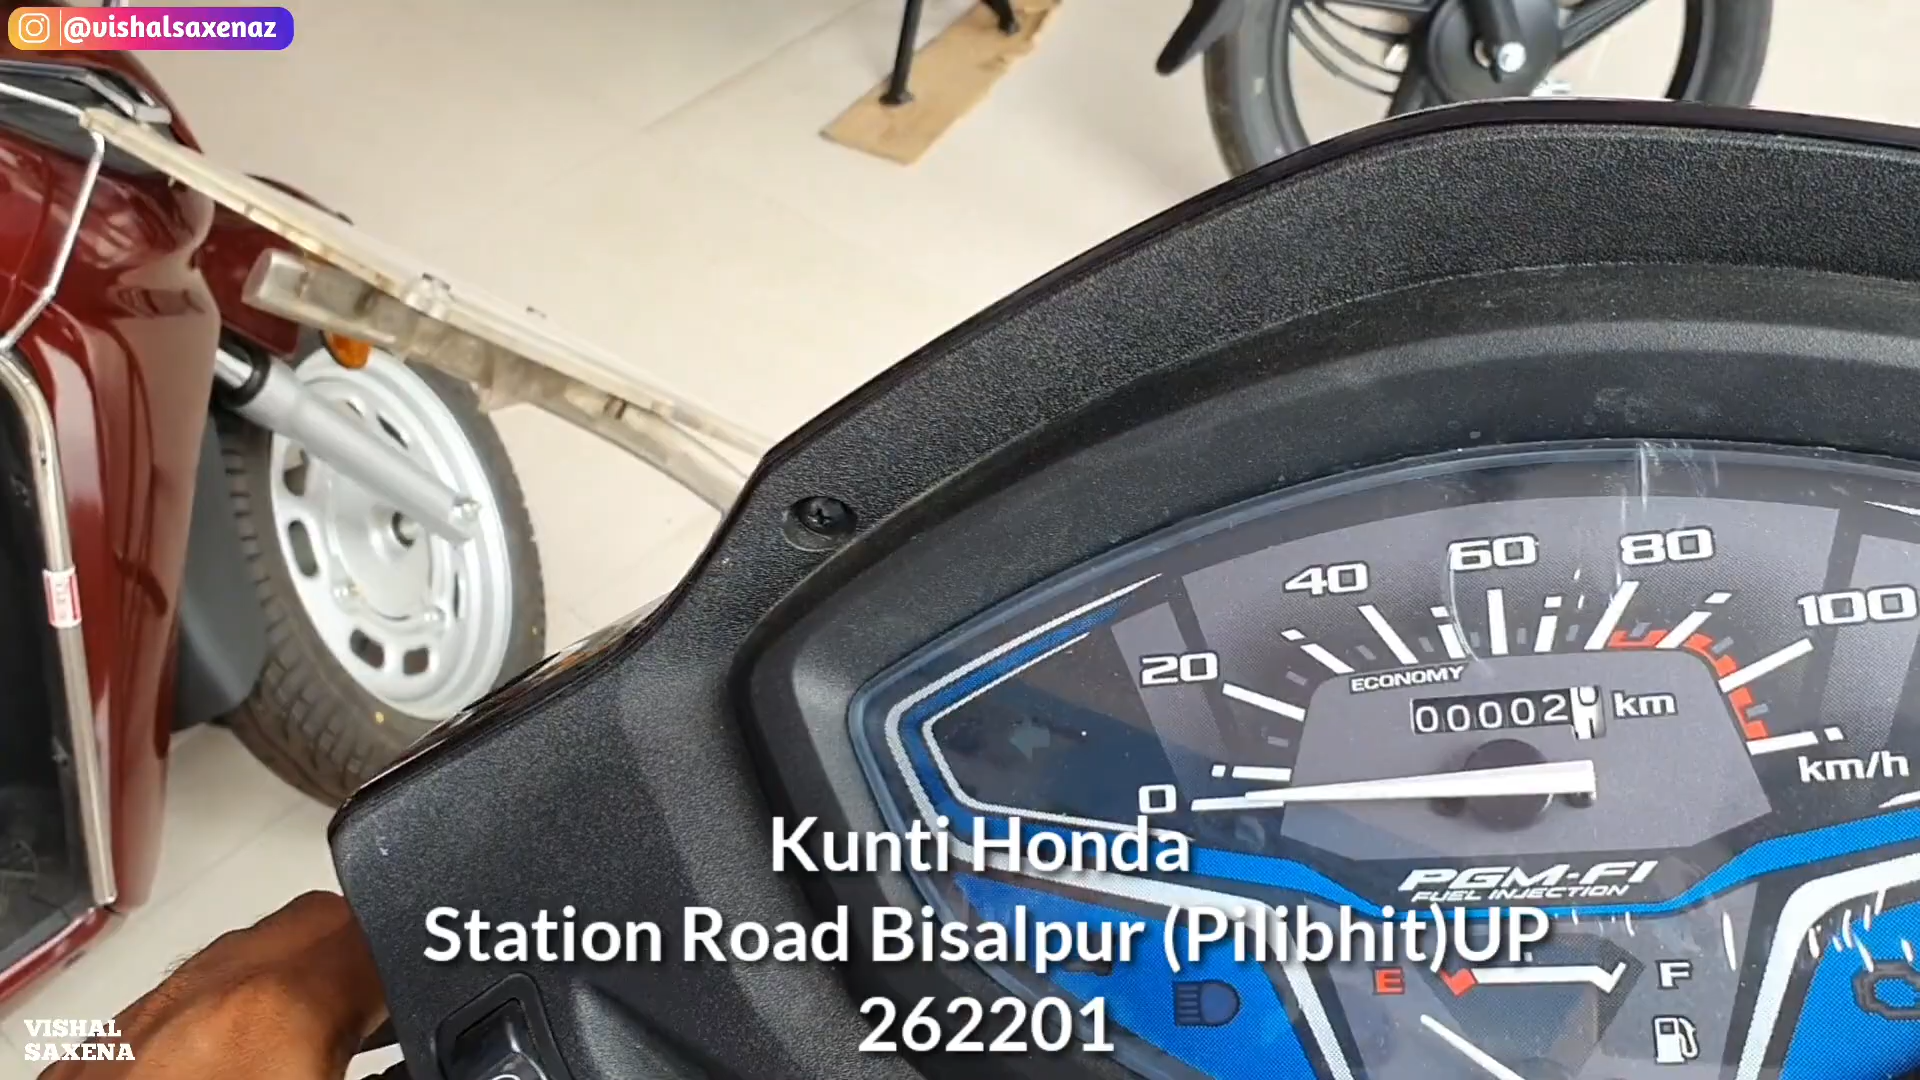 @vishalsaxenaz
60
80
40
100
20
ECONOMY
00002 km
km/h
0
Kunti Honda
PGM-FI
FUEL INJECTION
Station Road Bisalpur (Pilibhit)UP
E
F
262201
VISHAL
SAXENA